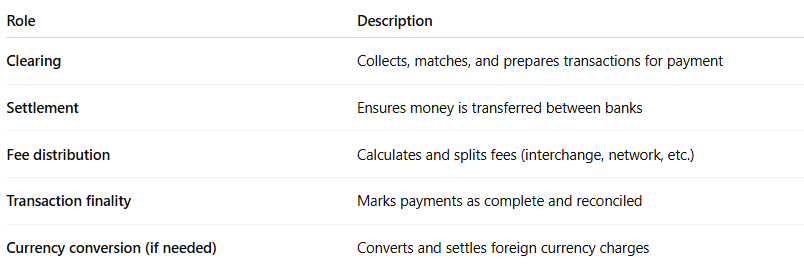 Role Description
Clearing Collects, matches, and prepares transactions for payment
Settlement Ensures money is transferred between banks
Fee distribution Calculates and splits fees (interchange, network, etc.)
Transaction finality Marks payments as complete and reconciled
Currency conversion (if needed) Converts and settles foreign currency charges